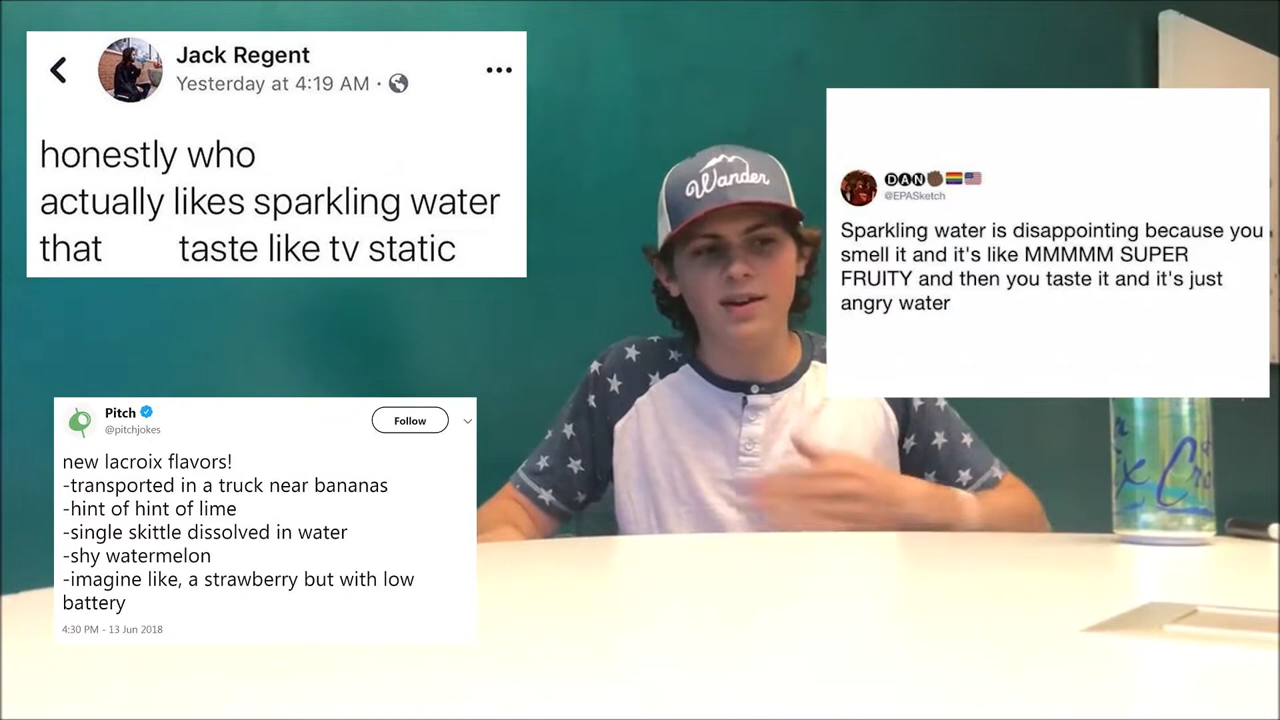 Jack Regent
Yesterday at 4:19 AM ·
honestly who
actually likes sparkling water
that taste like tv static
Wander
DAN
@EPASketch
Sparkling water is disappointing because you
smell it and it's like MMMMM SUPER
FRUITY and then you taste it and it's just
angry water
Pitch
@pitchjokes
Follow
new lacroix flavors!
-transported in a truck near bananas
-hint of hint of lime
-single skittle dissolved in water
-shy watermelon
-imagine like, a strawberry but with low
battery
4:30 PM - 13 Jun 2018